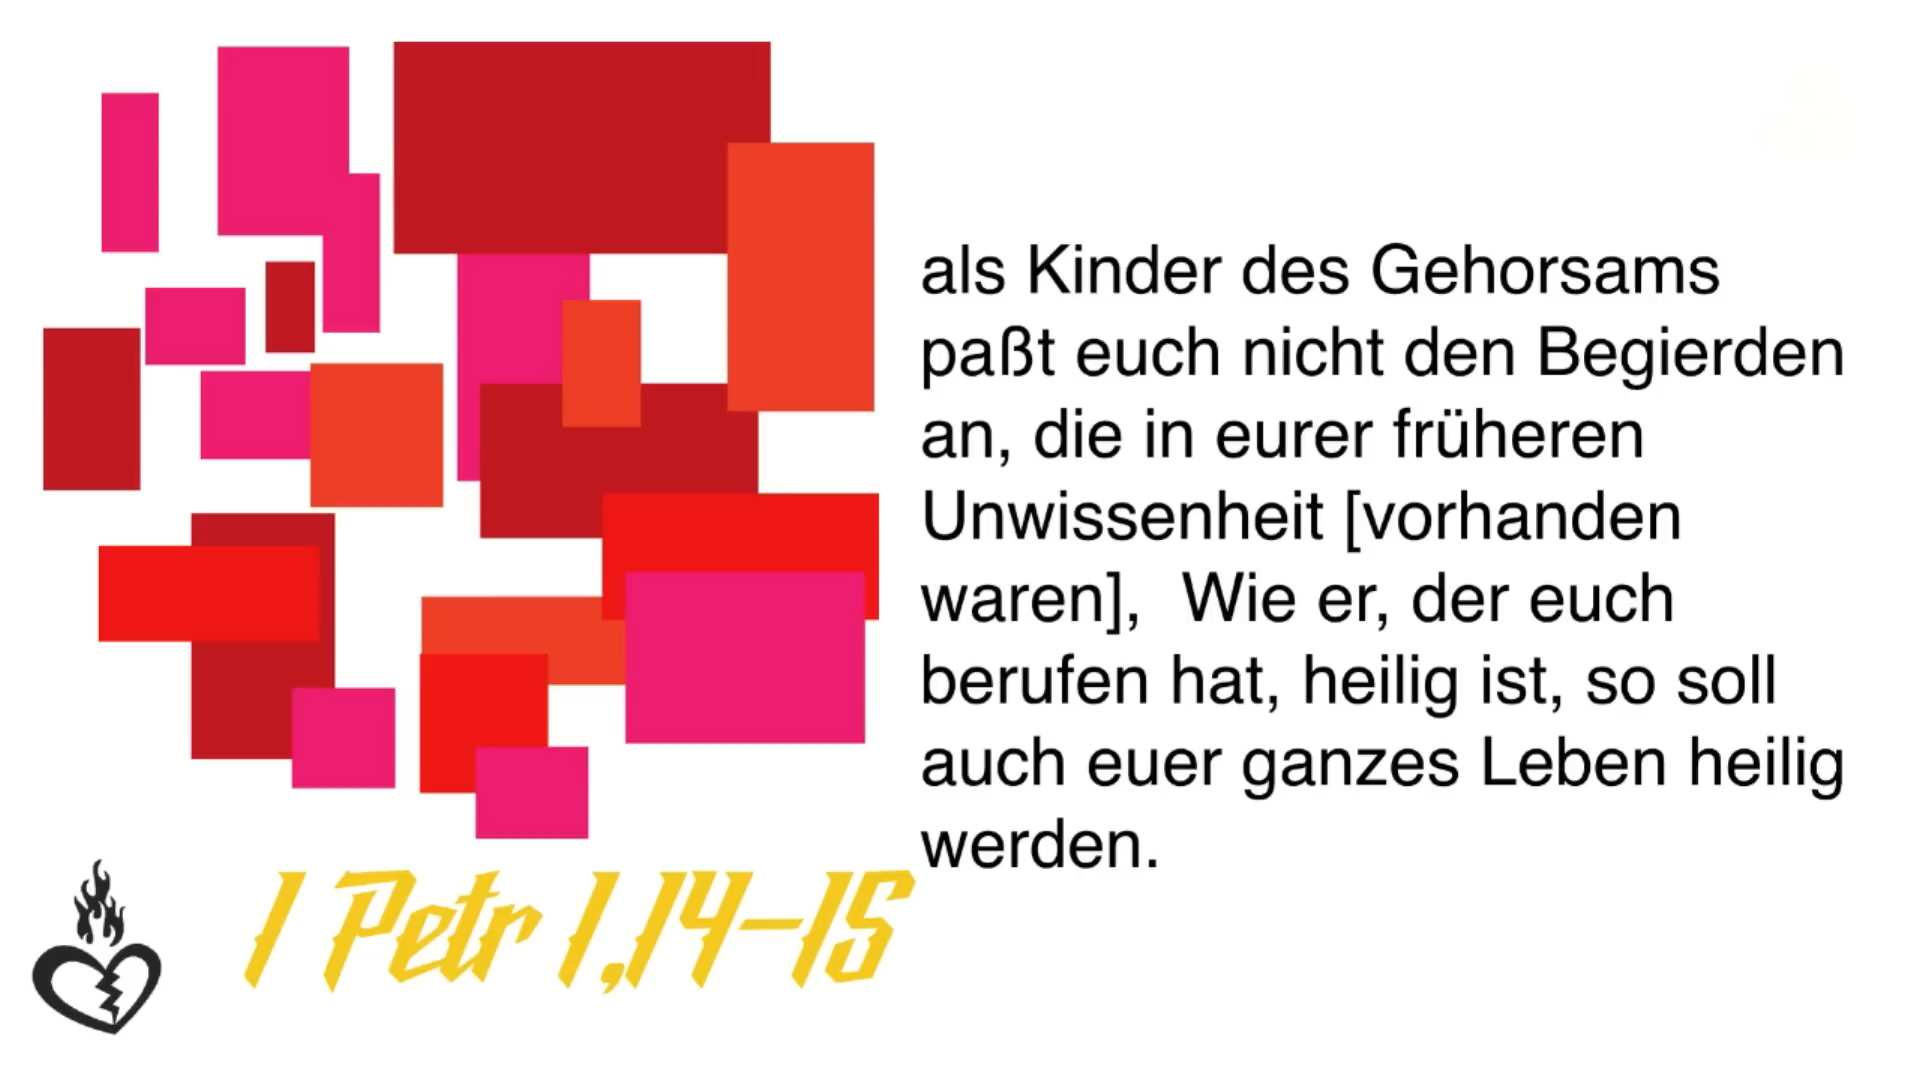 als Kinder des Gehorsams
paßt euch nicht den Begierden
an, die in eurer früheren
Unwissenheit [vorhanden
waren],  Wie er, der euch
berufen hat, heilig ist, so soll
auch euer ganzes Leben heilig
werden.
1 Petr 1,14-15